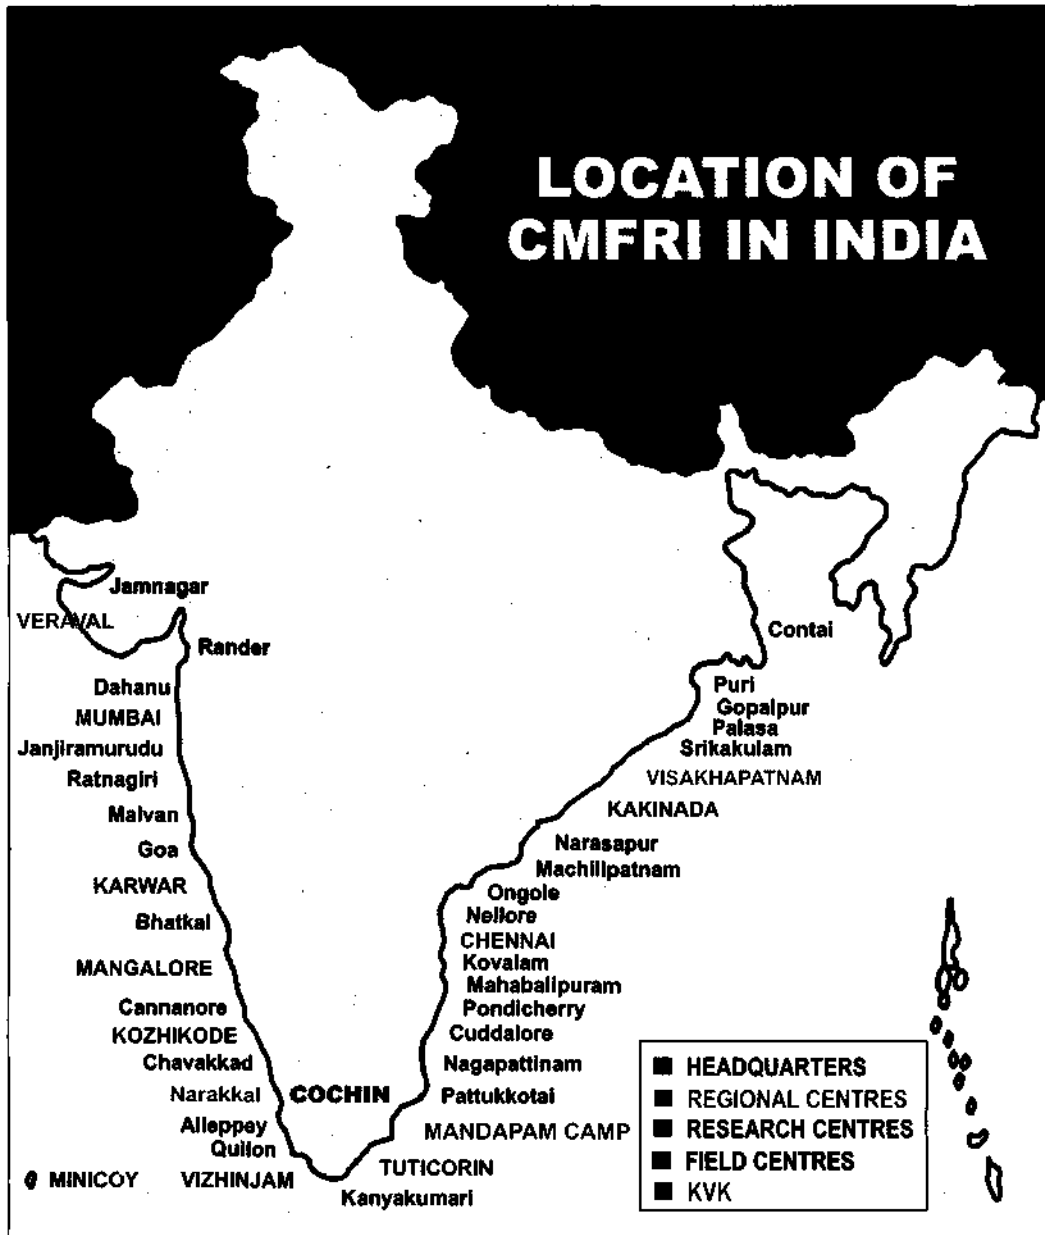 LOCATION OF
CMFRI IN INDIA
Jamnagar
VERAVAL
Rander
Dahanu
MUMBAI
Janjiramurudu
Ratnagiri
Malvan
Goa
KARWAR
Bhatkal
MANGALORE
Cannanore
KOZHIKODE
Chavakkad
Narakkal
COCHIN
Alleppey
Quilon
MINICOY
VIZHINJAM
Contai
Puri
Gopalpur
Palasa
Srikakulam
VISAKHAPATNAM
KAKINADA
Narasapur
Machilipatnam
Ongole
Nellore
CHENNAI
Kovalam
Mahabalipuram
Pondicherry
Cuddalore
Nagapattinam
Pattukkotai
MANDAPAM CAMP
TUTICORIN
Kanyakumari
HEADQUARTERS
REGIONAL CENTRES
RESEARCH CENTRES
FIELD CENTRES
KVK